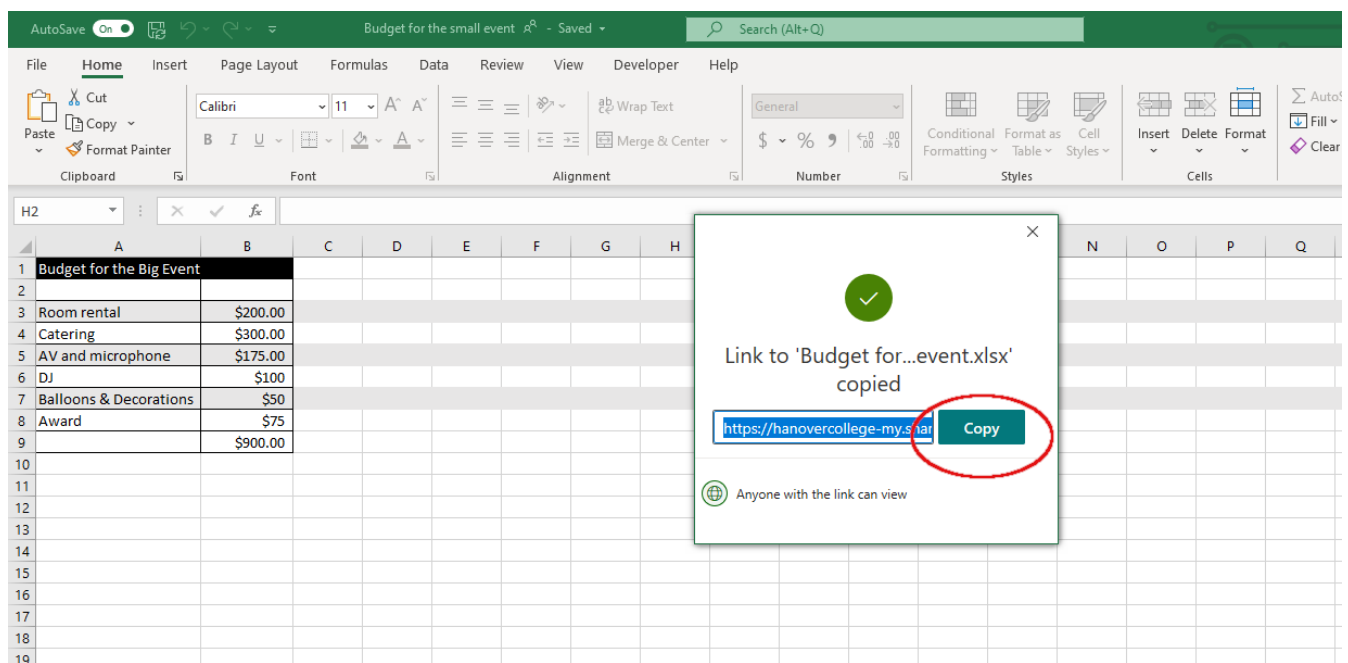 AutoSave On Budget for the small event - Saved Search (Alt+Q)
File Home Insert Page Layout Formulas Data Review View Developer Help
Cut
Copy
Paste
Format Painter
Clipboard
Calibri 11 A A
B I U A
Font
ab Wrap Text
Merge & Center
Alignment
General
$ % 9 .00 .00
Number
Conditional Formatting
Format as Table
Cell Styles
Styles
Insert Delete Format
Cells
Fill
Clear
H2 fx
A B C D E F G H N O P Q
1 Budget for the Big Event
2
3 Room rental $200.00
4 Catering $300.00
5 AV and microphone $175.00
6 DJ $100
7 Balloons & Decorations $50
8 Award $75
9 $900.00
10
11
12
13
14
15
16
17
18
19
Link to 'Budget for...event.xlsx'
copied
https://hanovercollege-my.shar Copy
Anyone with the link can view